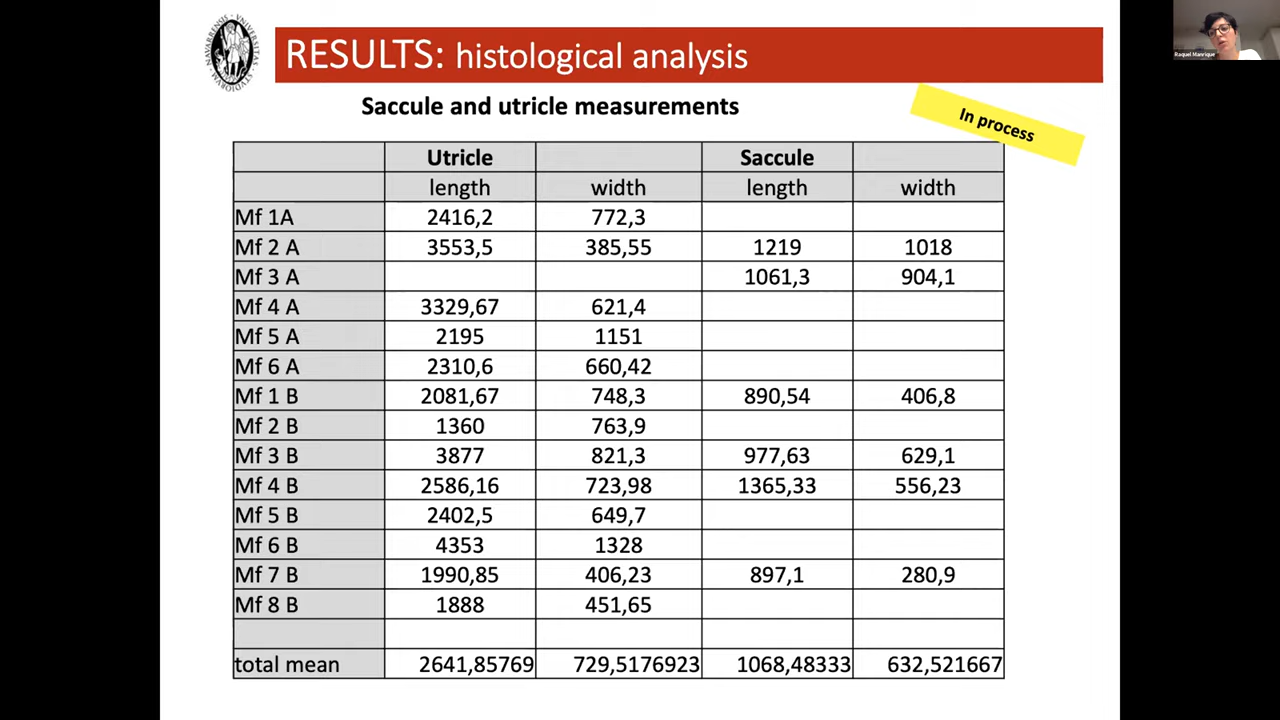 RESULTS: histological analysis
Raquel Manrique
Saccule and utricle measurements
In process
Utricle Saccule
length width length width
Mf 1A 2416,2 772,3
Mf 2 A 3553,5 385,55 1219 1018
Mf 3 A 1061,3 904,1
Mf 4 A 3329,67 621,4
Mf 5 A 2195 1151
Mf 6 A 2310,6 660,42
Mf 1 B 2081,67 748,3 890,54 406,8
Mf 2 B 1360 763,9
Mf 3 B 3877 821,3 977,63 629,1
Mf 4 B 2586,16 723,98 1365,33 556,23
Mf 5 B 2402,5 649,7
Mf 6 B 4353 1328
Mf 7 B 1990,85 406,23 897,1 280,9
Mf 8 B 1888 451,65
total mean 2641,85769 729,5176923 1068,48333 632,521667